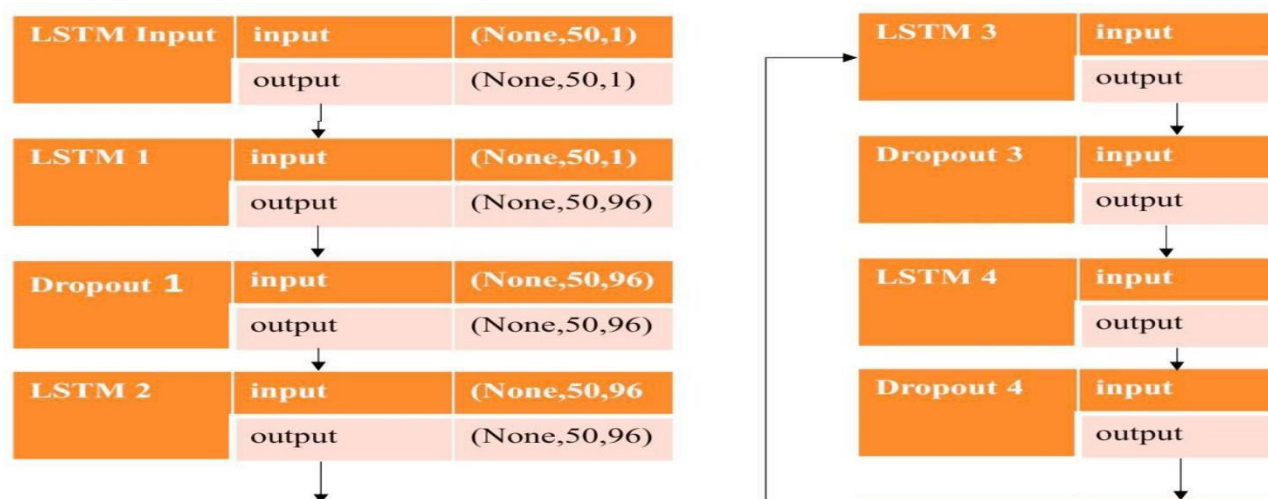 LSTM Input input (None,50,1)
output (None,50,1)
LSTM 1 input (None,50,1)
output (None,50,96)
Dropout 1 input (None,50,96)
output (None,50,96)
LSTM 2 input (None,50,96
output (None,50,96)
LSTM 3 input
output
Dropout 3 input
output
LSTM 4 input
output
Dropout 4 input
output